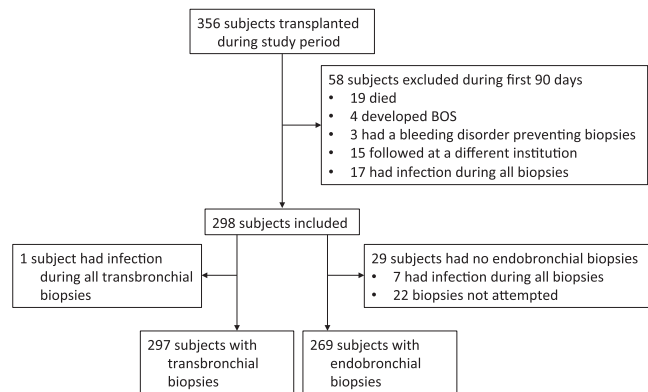 356 subjects transplanted
during study period
58 subjects excluded during first 90 days
• 19 died
• 4 developed BOS
• 3 had a bleeding disorder preventing biopsies
• 15 followed at a different institution
• 17 had infection during all biopsies
298 subjects included
1 subject had infection
during all transbronchial
biopsies
29 subjects had no endobronchial biopsies
• 7 had infection during all biopsies
• 22 biopsies not attempted
297 subjects with
transbronchial
biopsies
269 subjects with
endobronchial
biopsies